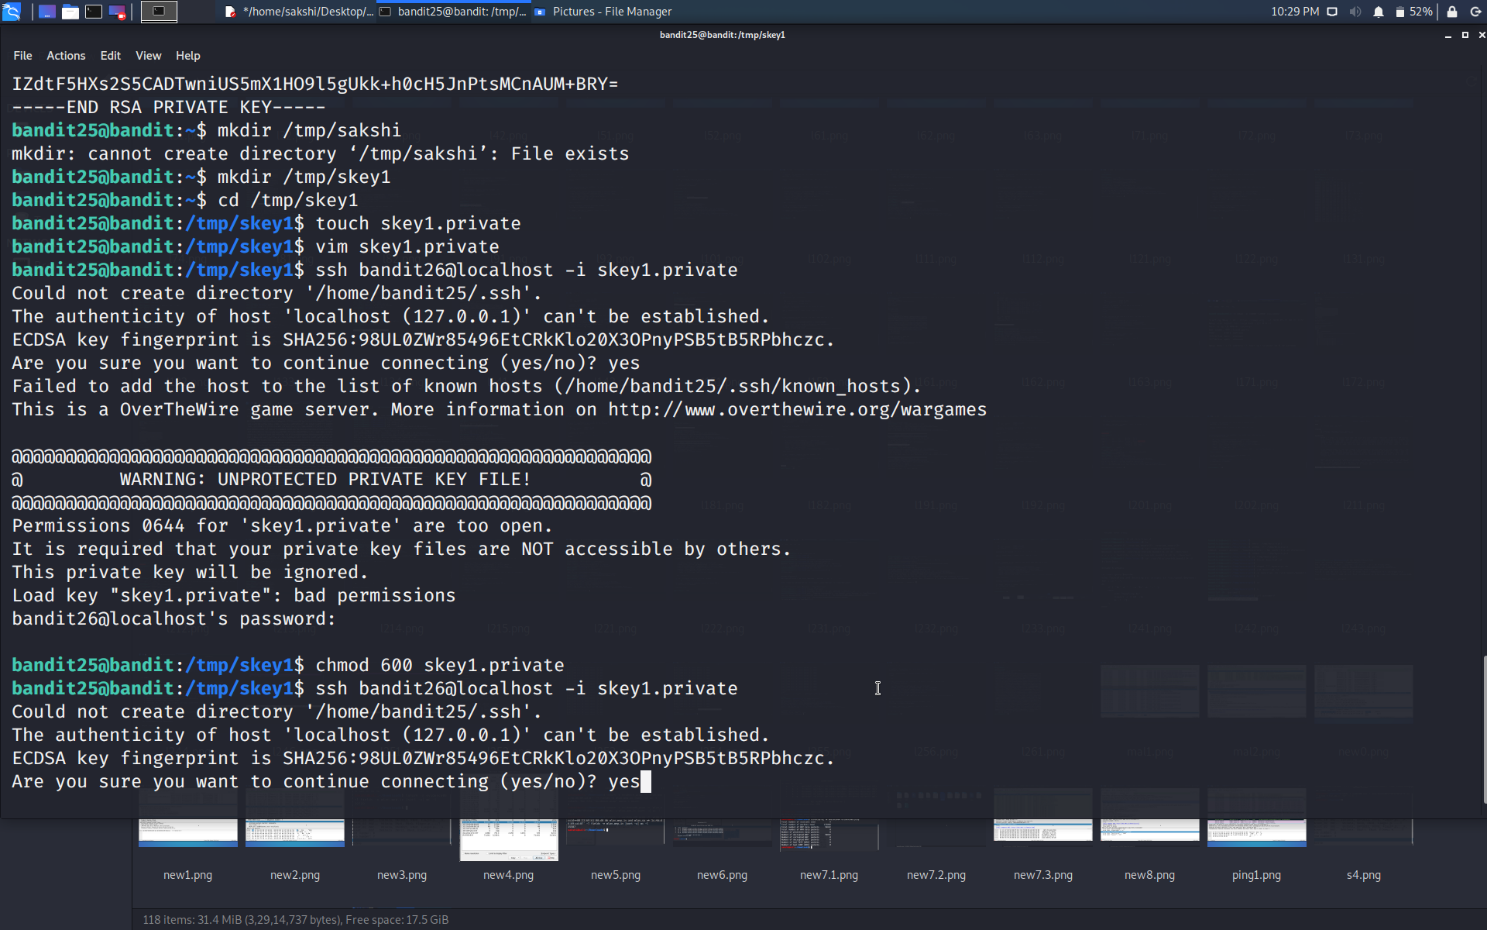 */home/sakshi/Desktop/...
bandit25@bandit: /tmp/...
Pictures - File Manager
10:29 PM
52%
bandit25@bandit: /tmp/skey1
File Actions Edit View Help
IZdtF5HXs2S5CADTwniUS5mX1HO9l5gUkk+h0cH5JnPtsMCnAUM+BRY=
-----END RSA PRIVATE KEY-----
bandit25@bandit:~$ mkdir /tmp/sakshi
mkdir: cannot create directory ‘/tmp/sakshi’: File exists
bandit25@bandit:~$ mkdir /tmp/skey1
bandit25@bandit:~$ cd /tmp/skey1
bandit25@bandit:/tmp/skey1$ touch skey1.private
bandit25@bandit:/tmp/skey1$ vim skey1.private
bandit25@bandit:/tmp/skey1$ ssh bandit26@localhost -i skey1.private
Could not create directory '/home/bandit25/.ssh'.
The authenticity of host 'localhost (127.0.0.1)' can't be established.
ECDSA key fingerprint is SHA256:98UL0ZWr85496EtCRkKlo20X3OPnyPSB5tB5RPbhczc.
Are you sure you want to continue connecting (yes/no)? yes
Failed to add the host to the list of known hosts (/home/bandit25/.ssh/known_hosts).
This is a OverTheWire game server. More information on http://www.overthewire.org/wargames
@@@@@@@@@@@@@@@@@@@@@@@@@@@@@@@@@@@@@@@@@@@@@@@@@@@@@@@@@@@
@         WARNING: UNPROTECTED PRIVATE KEY FILE!          @
@@@@@@@@@@@@@@@@@@@@@@@@@@@@@@@@@@@@@@@@@@@@@@@@@@@@@@@@@@@
Permissions 0644 for 'skey1.private' are too open.
It is required that your private key files are NOT accessible by others.
This private key will be ignored.
Load key "skey1.private": bad permissions
bandit26@localhost's password:
bandit25@bandit:/tmp/skey1$ chmod 600 skey1.private
bandit25@bandit:/tmp/skey1$ ssh bandit26@localhost -i skey1.private
Could not create directory '/home/bandit25/.ssh'.
The authenticity of host 'localhost (127.0.0.1)' can't be established.
ECDSA key fingerprint is SHA256:98UL0ZWr85496EtCRkKlo20X3OPnyPSB5tB5RPbhczc.
Are you sure you want to continue connecting (yes/no)? yes
new1.png new2.png new3.png new4.png new5.png new6.png new7.1.png new7.2.png new7.3.png new8.png ping1.png s4.png
118 items: 31.4 MiB (3,29,14,737 bytes), Free space: 17.5 GiB